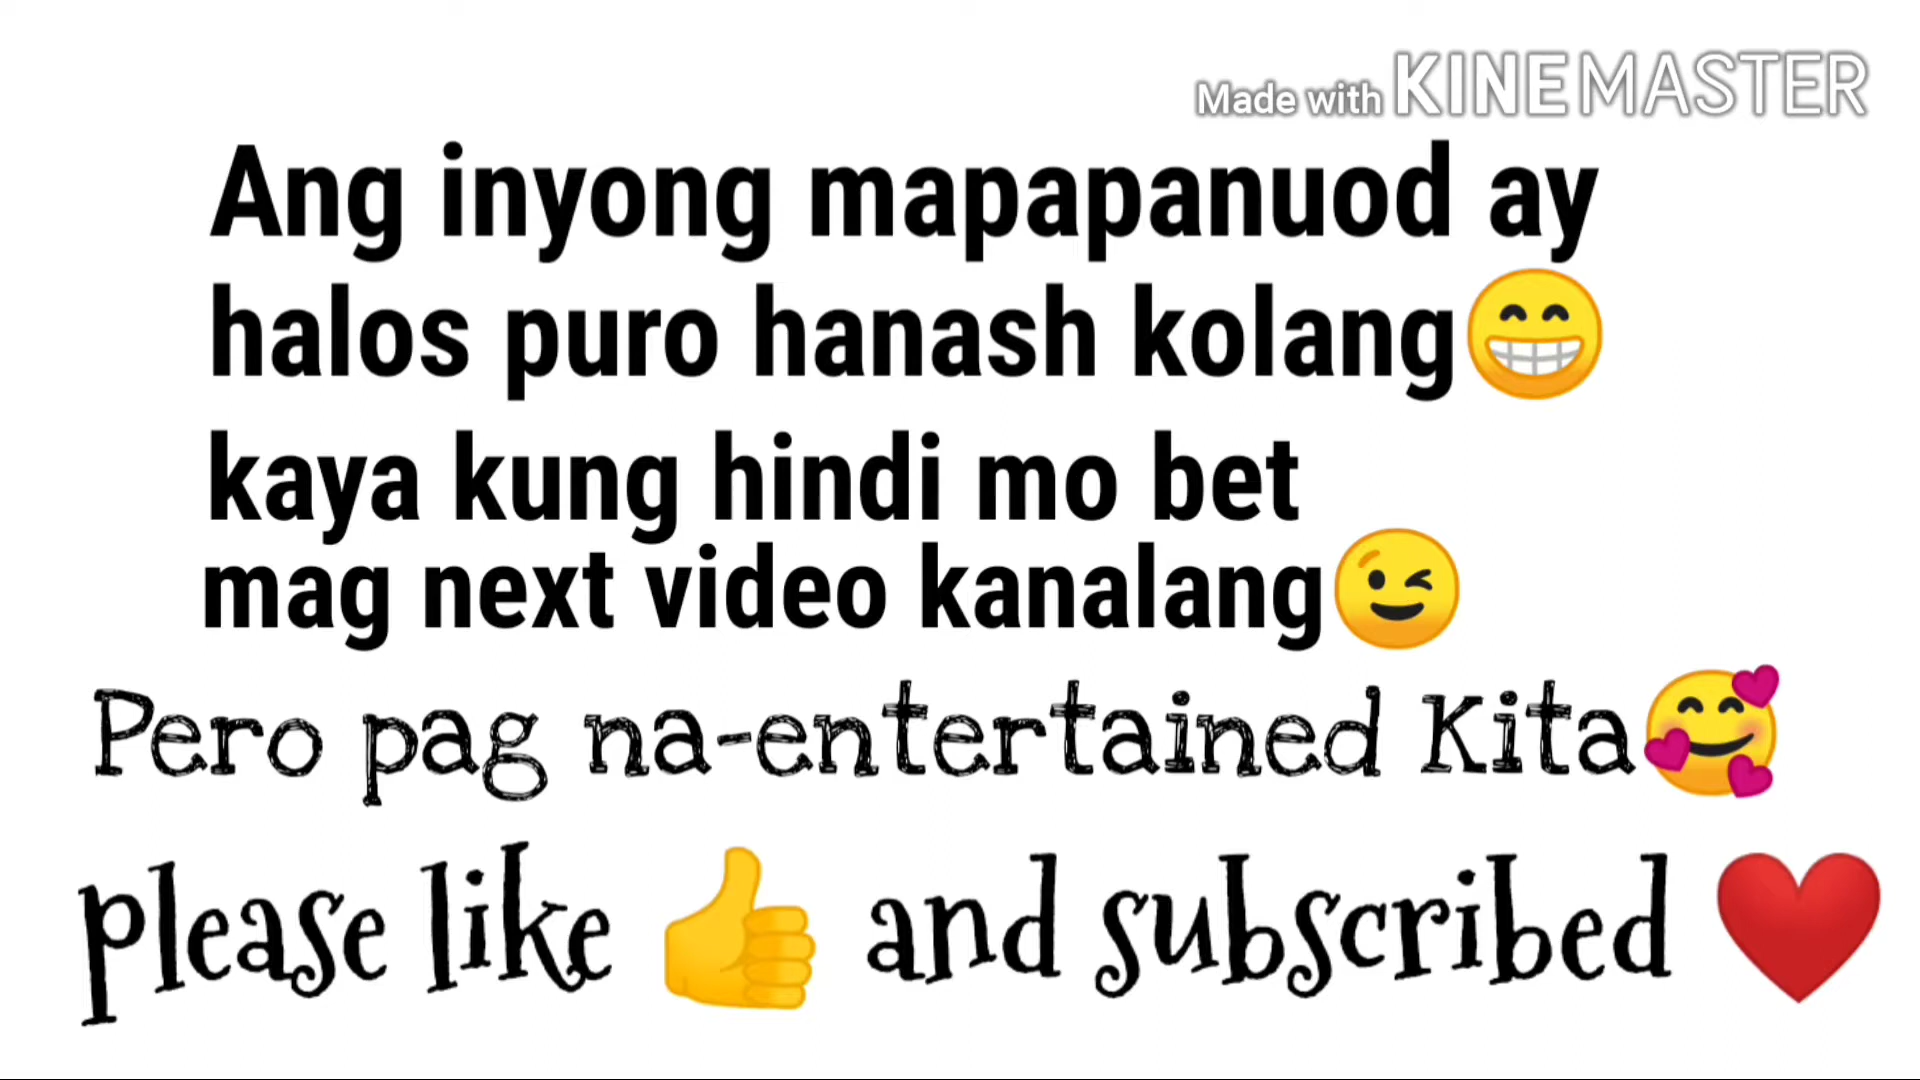 Made with KINEMASTER
Ang inyong mapapanuod ay
halos puro hanash kolang😁
kaya kung hindi mo bet
mag next video kanalang😉
Pero pag na-entertained Kita🥰
please like 👍 and subscribed ❤️